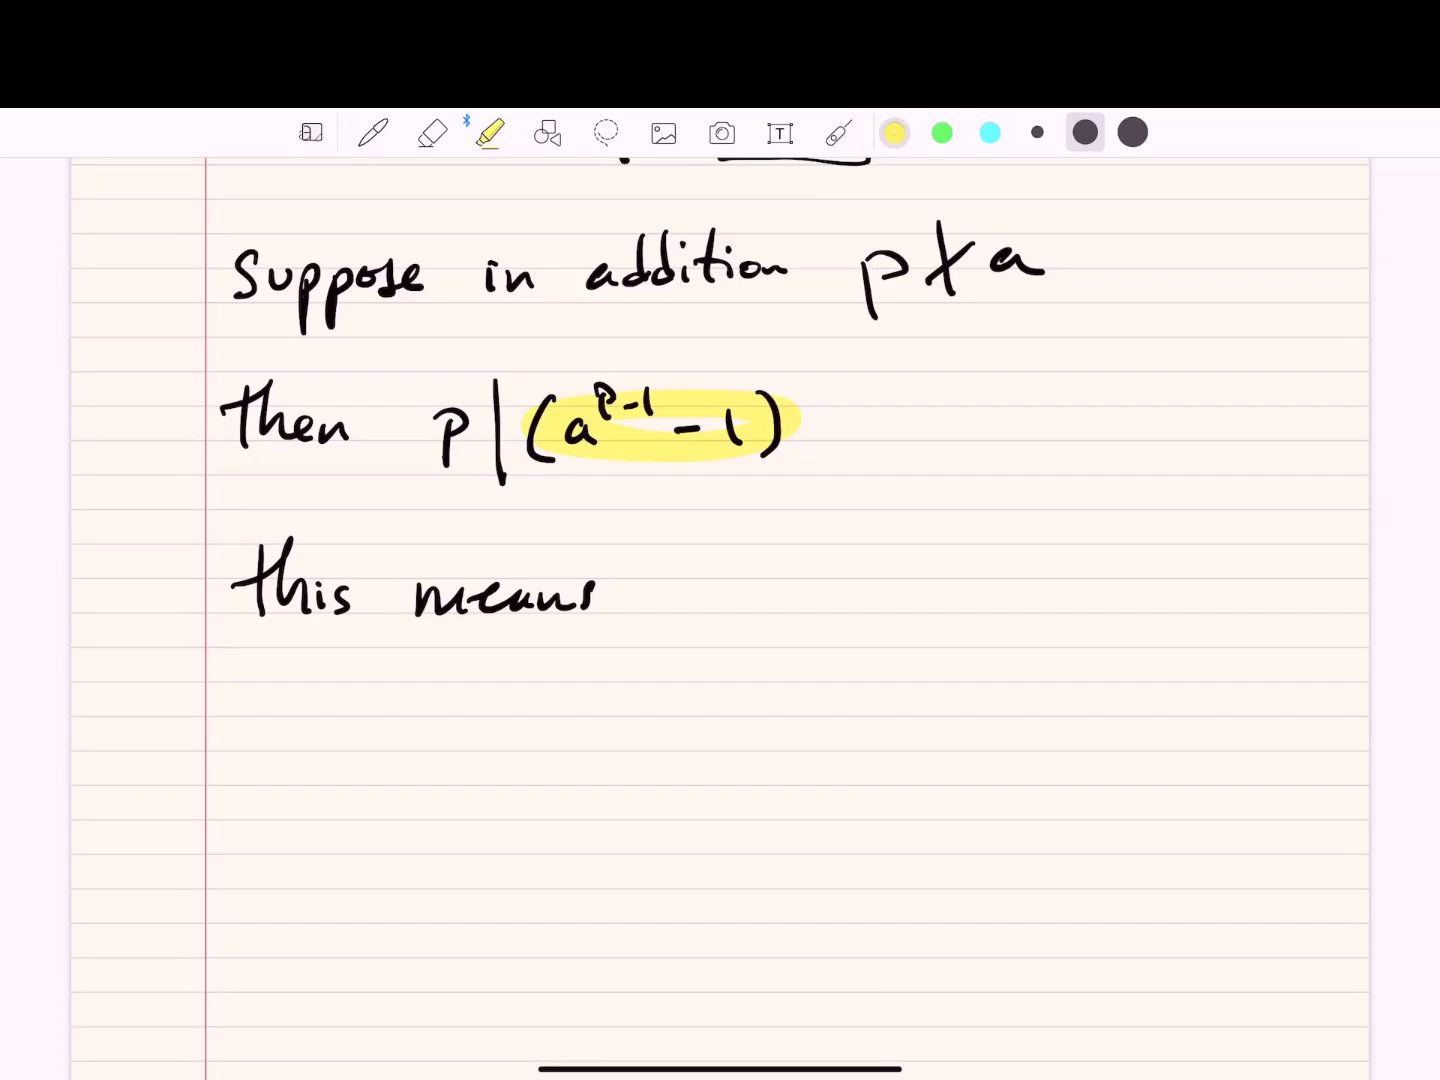 Suppose in addition p ∤ a
then p | (a^{p-1} - 1)
this means